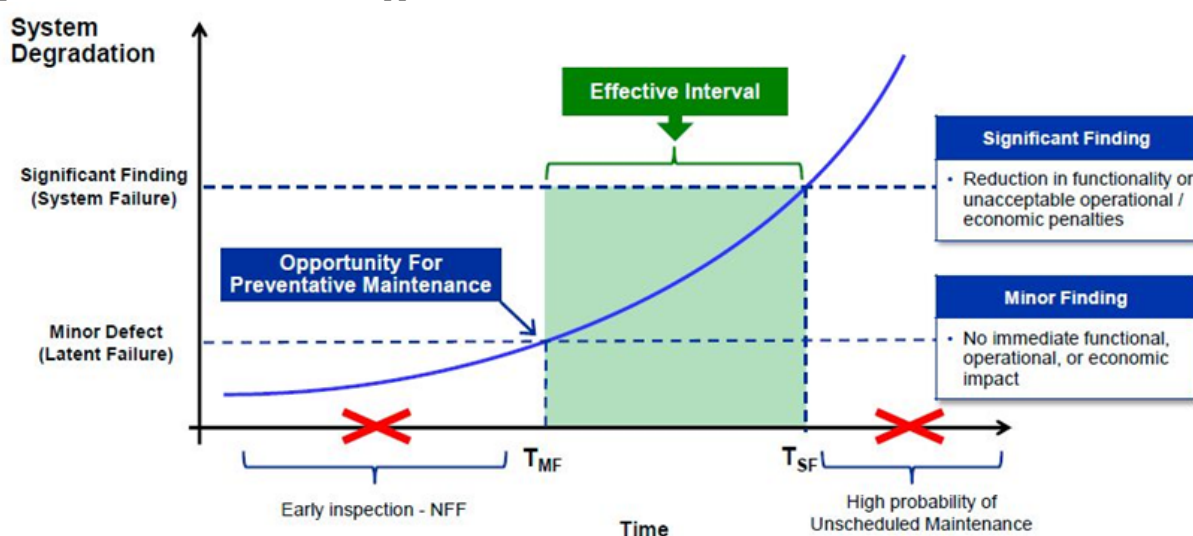 System
Degradation
Effective Interval
Significant Finding
(System Failure)
Significant Finding
• Reduction in functionality or
unacceptable operational /
economic penalties
Opportunity For
Preventative Maintenance
Minor Defect
(Latent Failure)
Minor Finding
• No immediate functional,
operational, or economic
impact
TMF
TSF
Early inspection - NFF
High probability of
Unscheduled Maintenance
Time